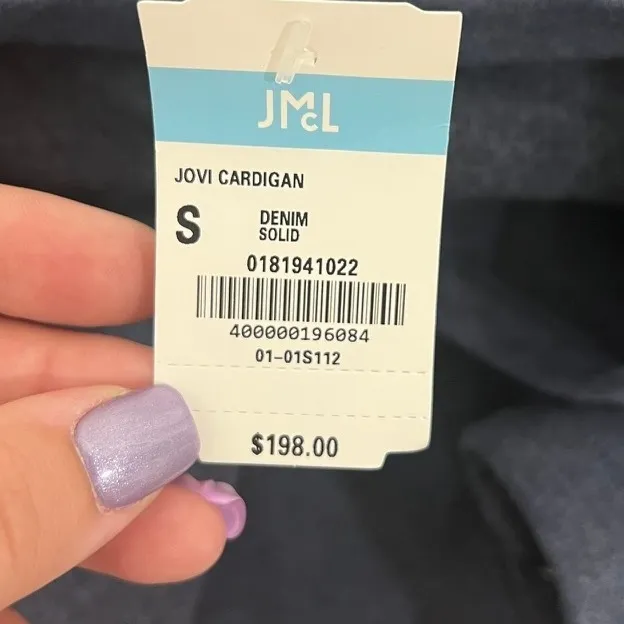 JMcL
JOVI CARDIGAN
S
DENIM
SOLID
0181941022
400000196084
01-01S112
$198.00